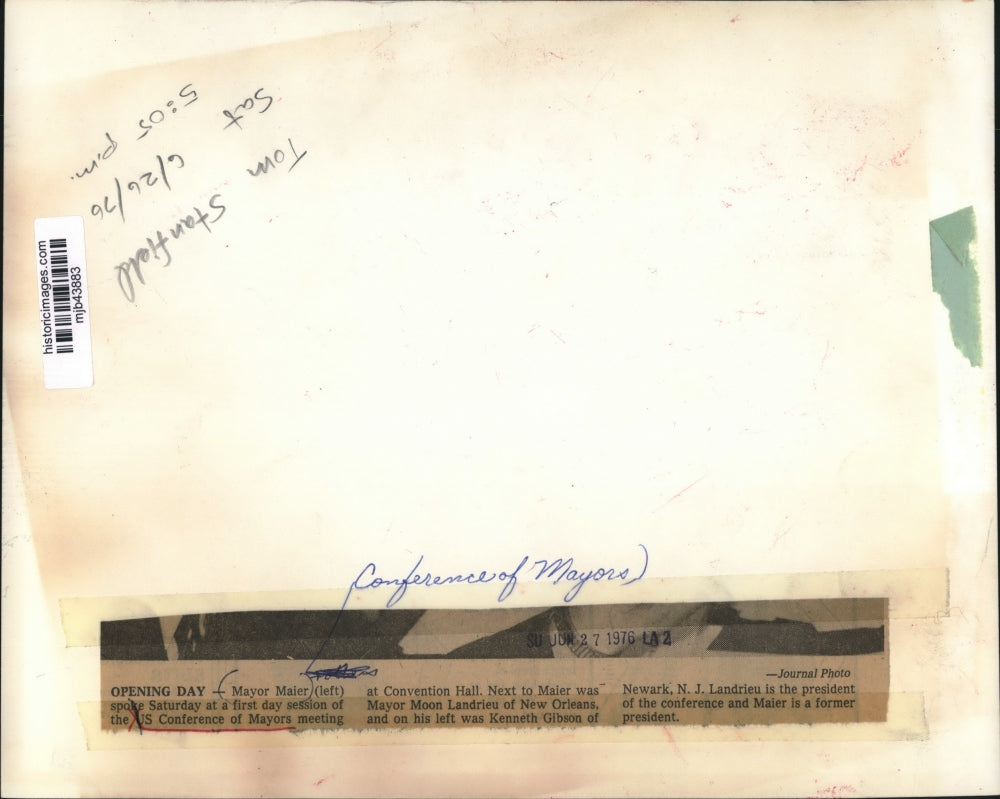 Sat
5:05 p.m.
Tom
6/26/76
Stanfield
historicimages.com
mjb43883
(Conference of Mayors)
SU JUN 27 1976 LA 2
—Journal Photo
OPENING DAY — Mayor Maier (left)
spoke Saturday at a first day session of
the US Conference of Mayors meeting
at Convention Hall. Next to Maier was
Mayor Moon Landrieu of New Orleans,
and on his left was Kenneth Gibson of
Newark, N. J. Landrieu is the president
of the conference and Maier is a former
president.